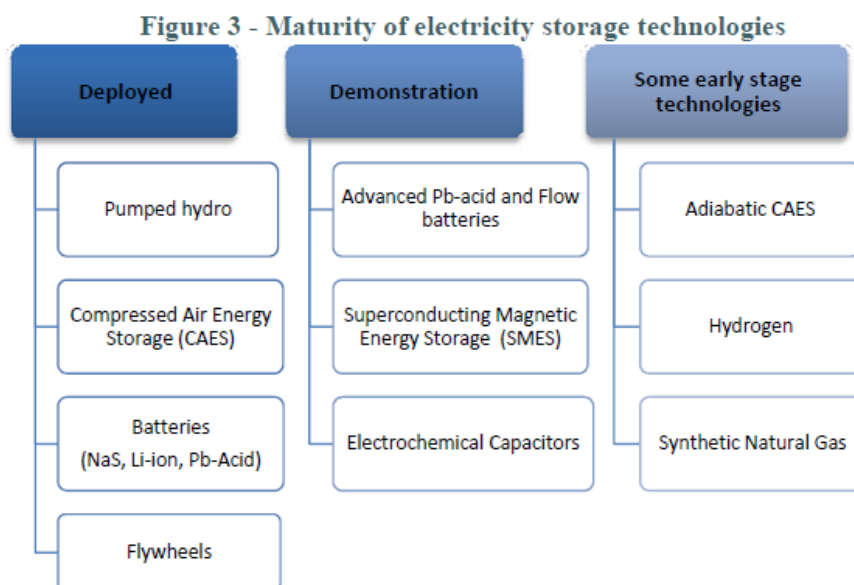 Figure 3 - Maturity of electricity storage technologies
Deployed
Pumped hydro
Compressed Air Energy
Storage (CAES)
Batteries
(NaS, Li-ion, Pb-Acid)
Flywheels
Demonstration
Advanced Pb-acid and Flow
batteries
Superconducting Magnetic
Energy Storage (SMES)
Electrochemical Capacitors
Some early stage
technologies
Adiabatic CAES
Hydrogen
Synthetic Natural Gas